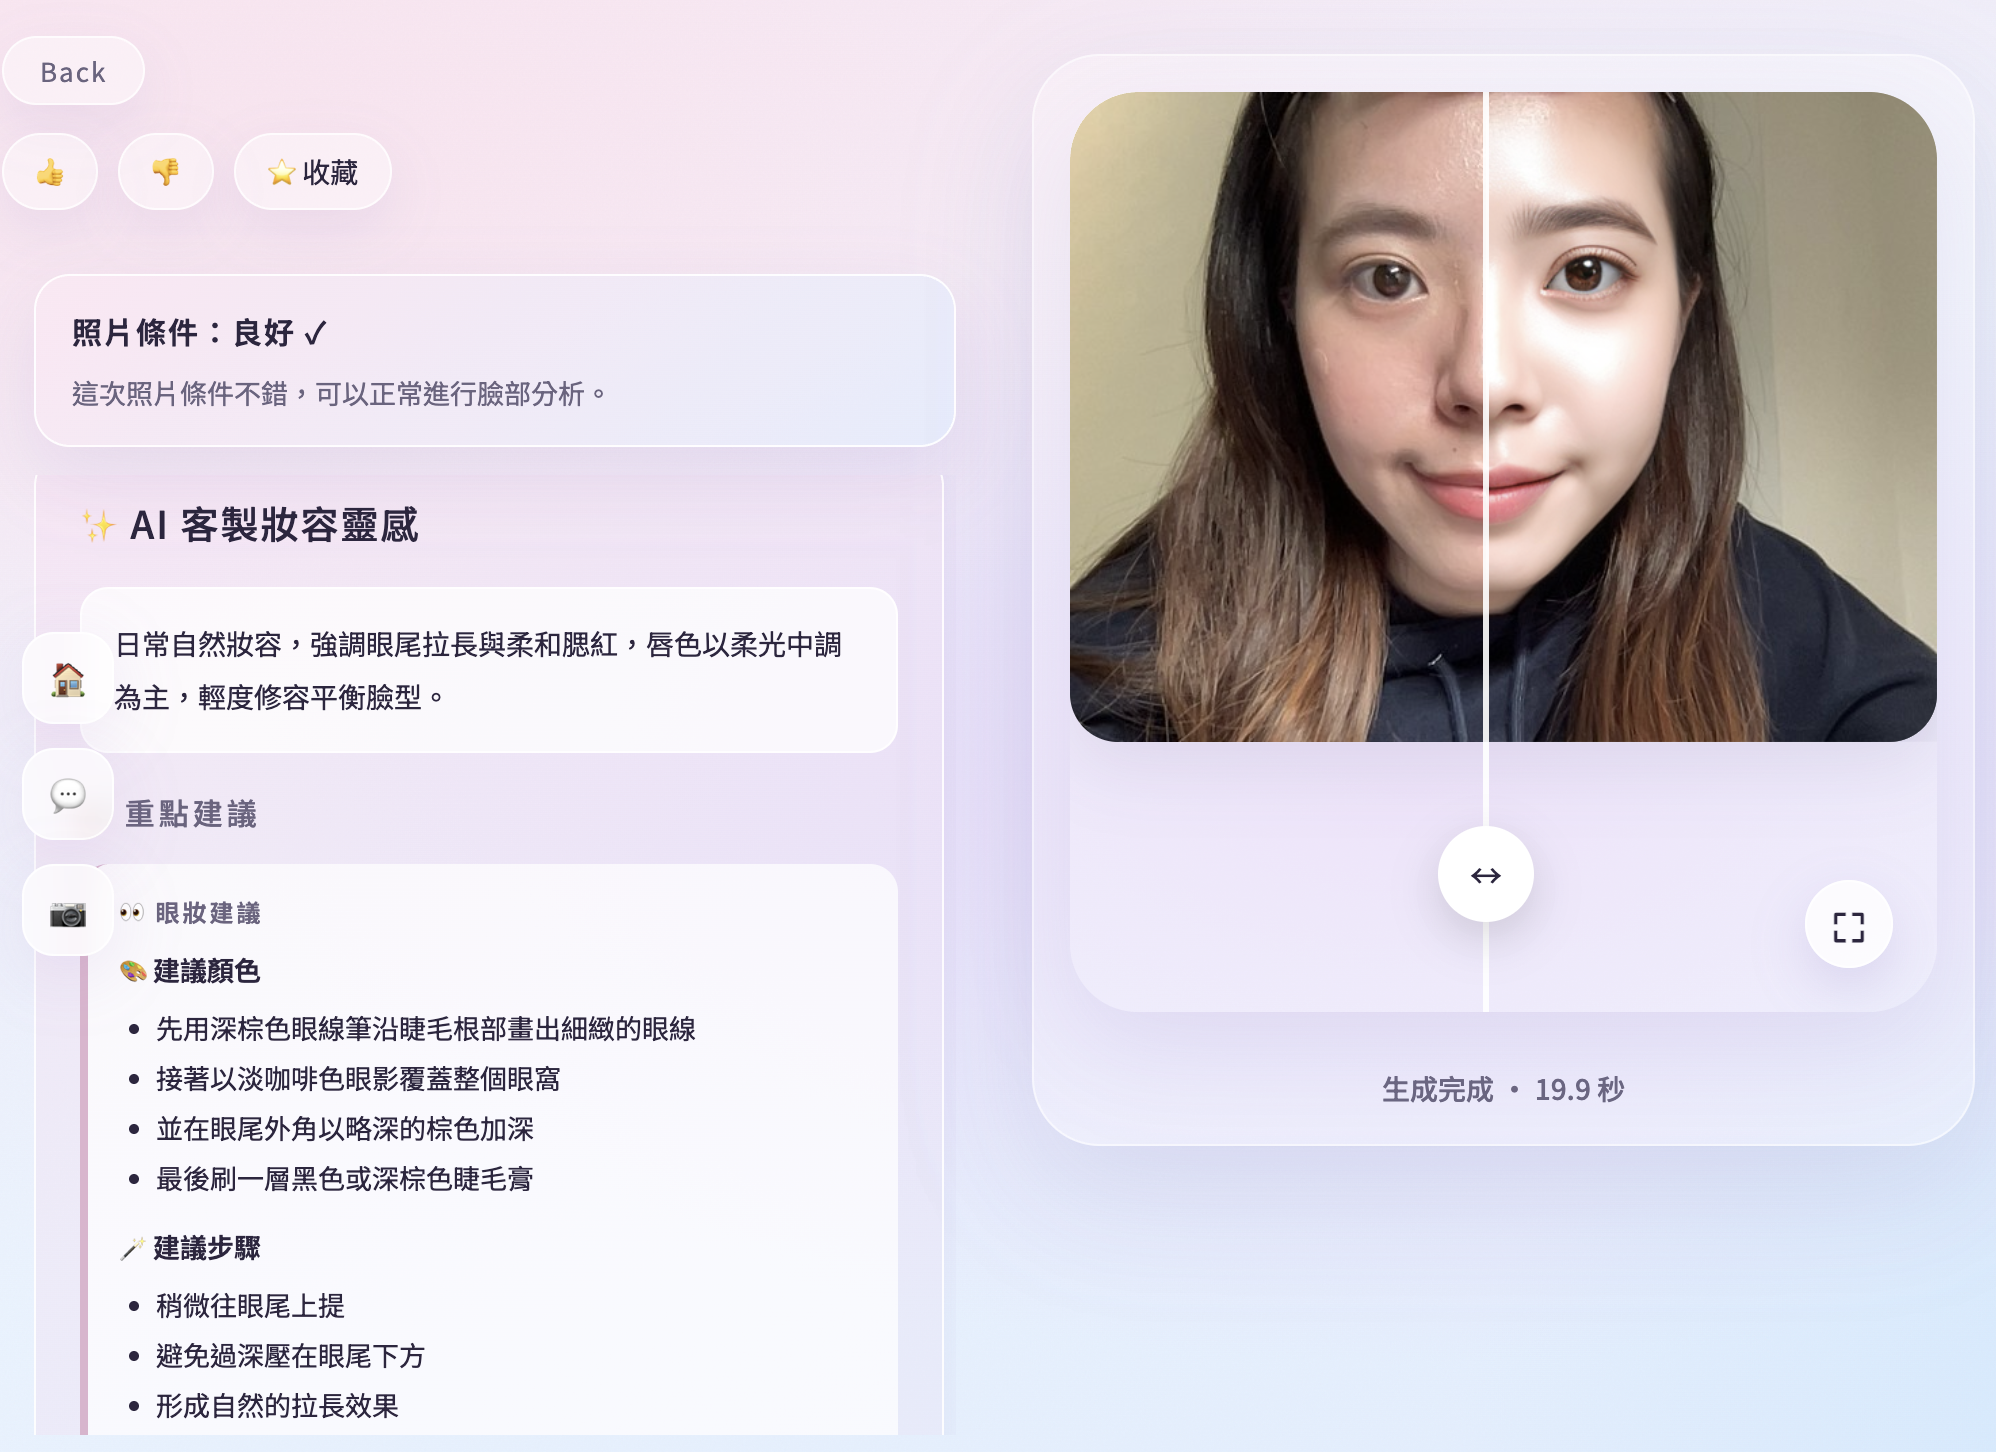 Back
👍 👎 ⭐ 收藏
照片條件：良好 ✓
這次照片條件不錯，可以正常進行臉部分析。
✨ AI 客製妝容靈感
日常自然妝容，強調眼尾拉長與柔和腮紅，唇色以柔光中調
為主，輕度修容平衡臉型。
重點建議
👀 眼妝建議
🎨 建議顏色
• 先用深棕色眼線筆沿睫毛根部畫出細緻的眼線
• 接著以淡咖啡色眼影覆蓋整個眼窩
• 並在眼尾外角以略深的棕色加深
• 最後刷一層黑色或深棕色睫毛膏
🪄 建議步驟
• 稍微往眼尾上提
• 避免過深壓在眼尾下方
• 形成自然的拉長效果
生成完成 · 19.9 秒